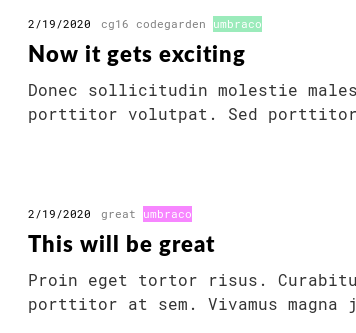 2/19/2020 cg16 codegarden umbraco
Now it gets exciting
Donec sollicitudin molestie males
porttitor volutpat. Sed porttitor
2/19/2020 great umbraco
This will be great
Proin eget tortor risus. Curabitu
porttitor at sem. Vivamus magna j